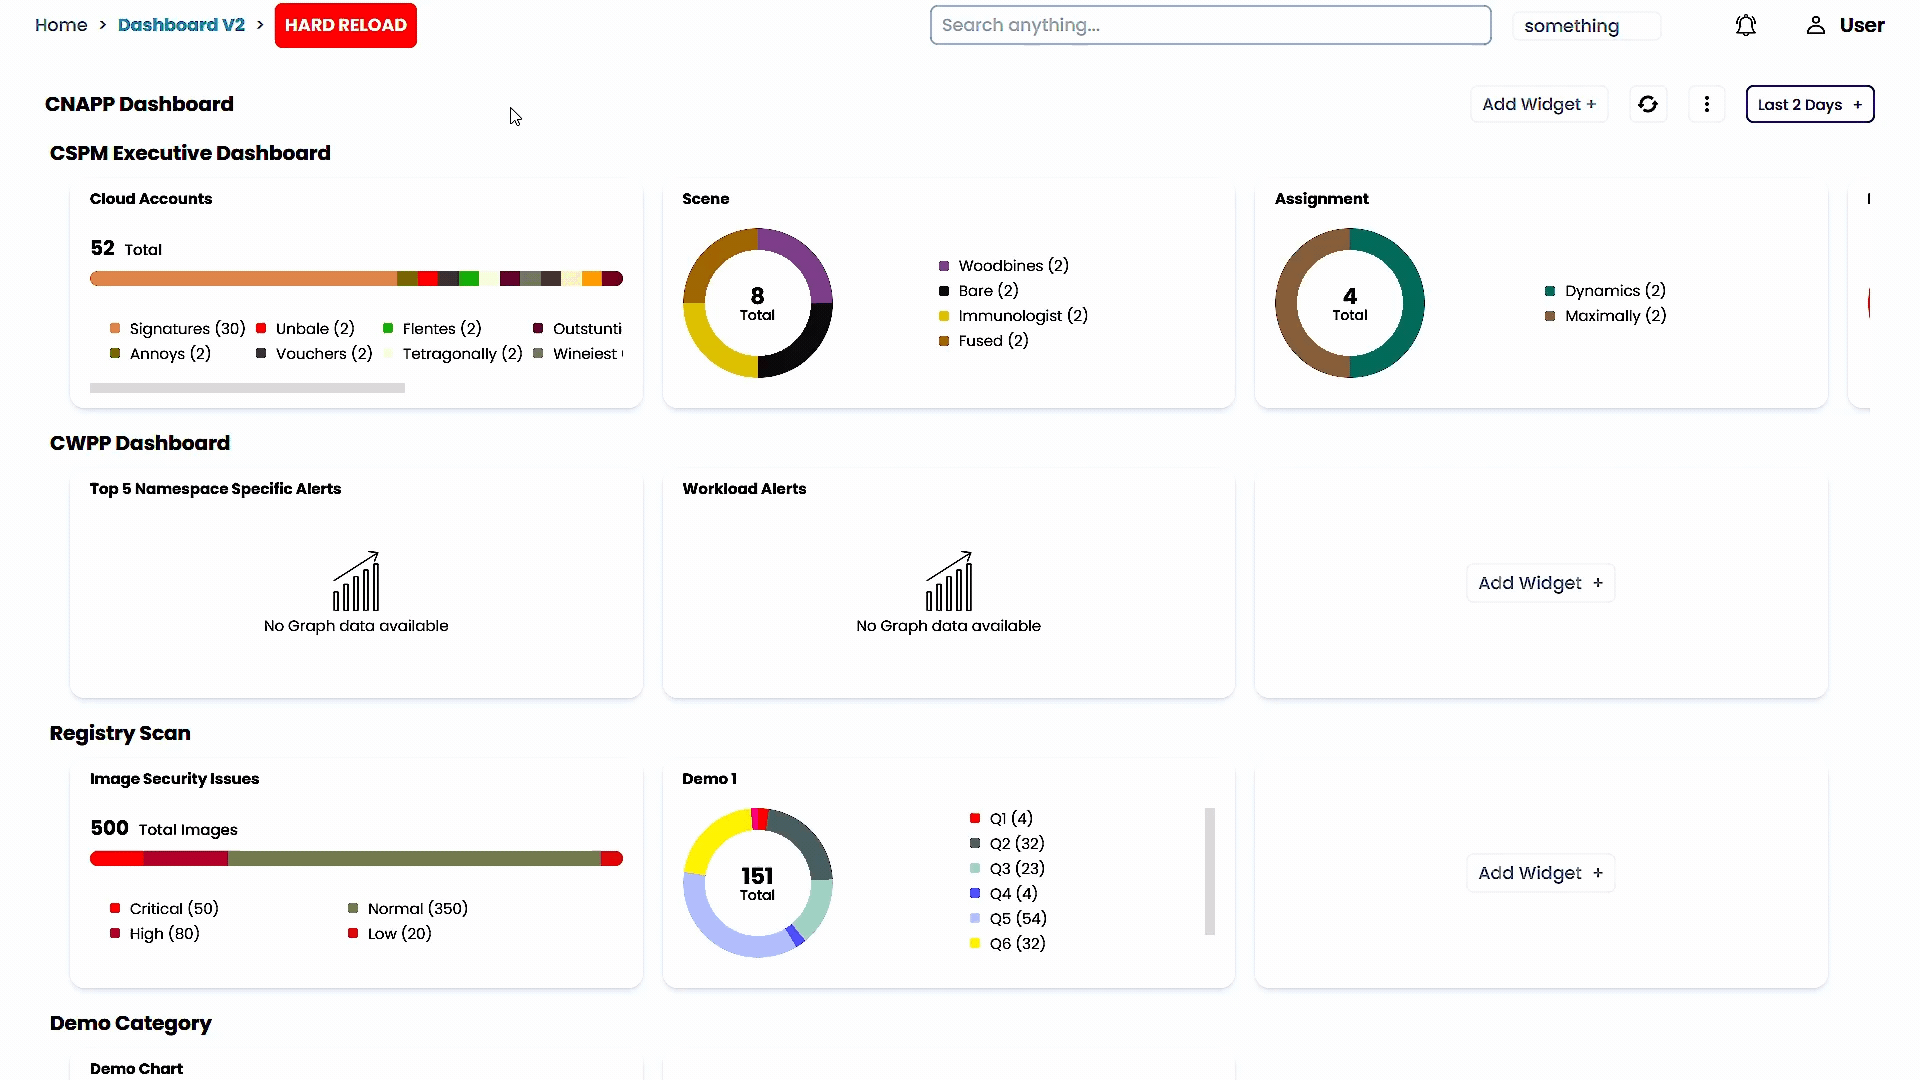 Home > Dashboard V2 > HARD RELOAD
Search anything...
something
User
CNAPP Dashboard
Add Widget +
Last 2 Days +
CSPM Executive Dashboard
Cloud Accounts
52 Total
Signatures (30)
Annoys (2)
Unbale (2)
Vouchers (2)
Flentes (2)
Tetragonally (2)
Outstunti
Wineiest
Scene
8
Total
Woodbines (2)
Bare (2)
Immunologist (2)
Fused (2)
Assignment
4
Total
Dynamics (2)
Maximally (2)
CWPP Dashboard
Top 5 Namespace Specific Alerts
No Graph data available
Workload Alerts
No Graph data available
Add Widget +
Registry Scan
Image Security Issues
500 Total Images
Critical (50)
High (80)
Normal (350)
Low (20)
Demo 1
151
Total
Q1 (4)
Q2 (32)
Q3 (23)
Q4 (4)
Q5 (54)
Q6 (32)
Add Widget +
Demo Category
Demo Chart